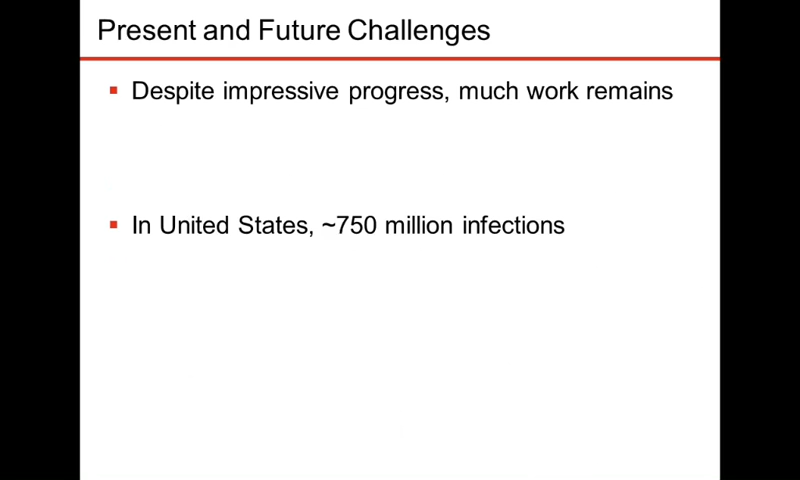 Present and Future Challenges
Despite impressive progress, much work remains
In United States, ~750 million infections